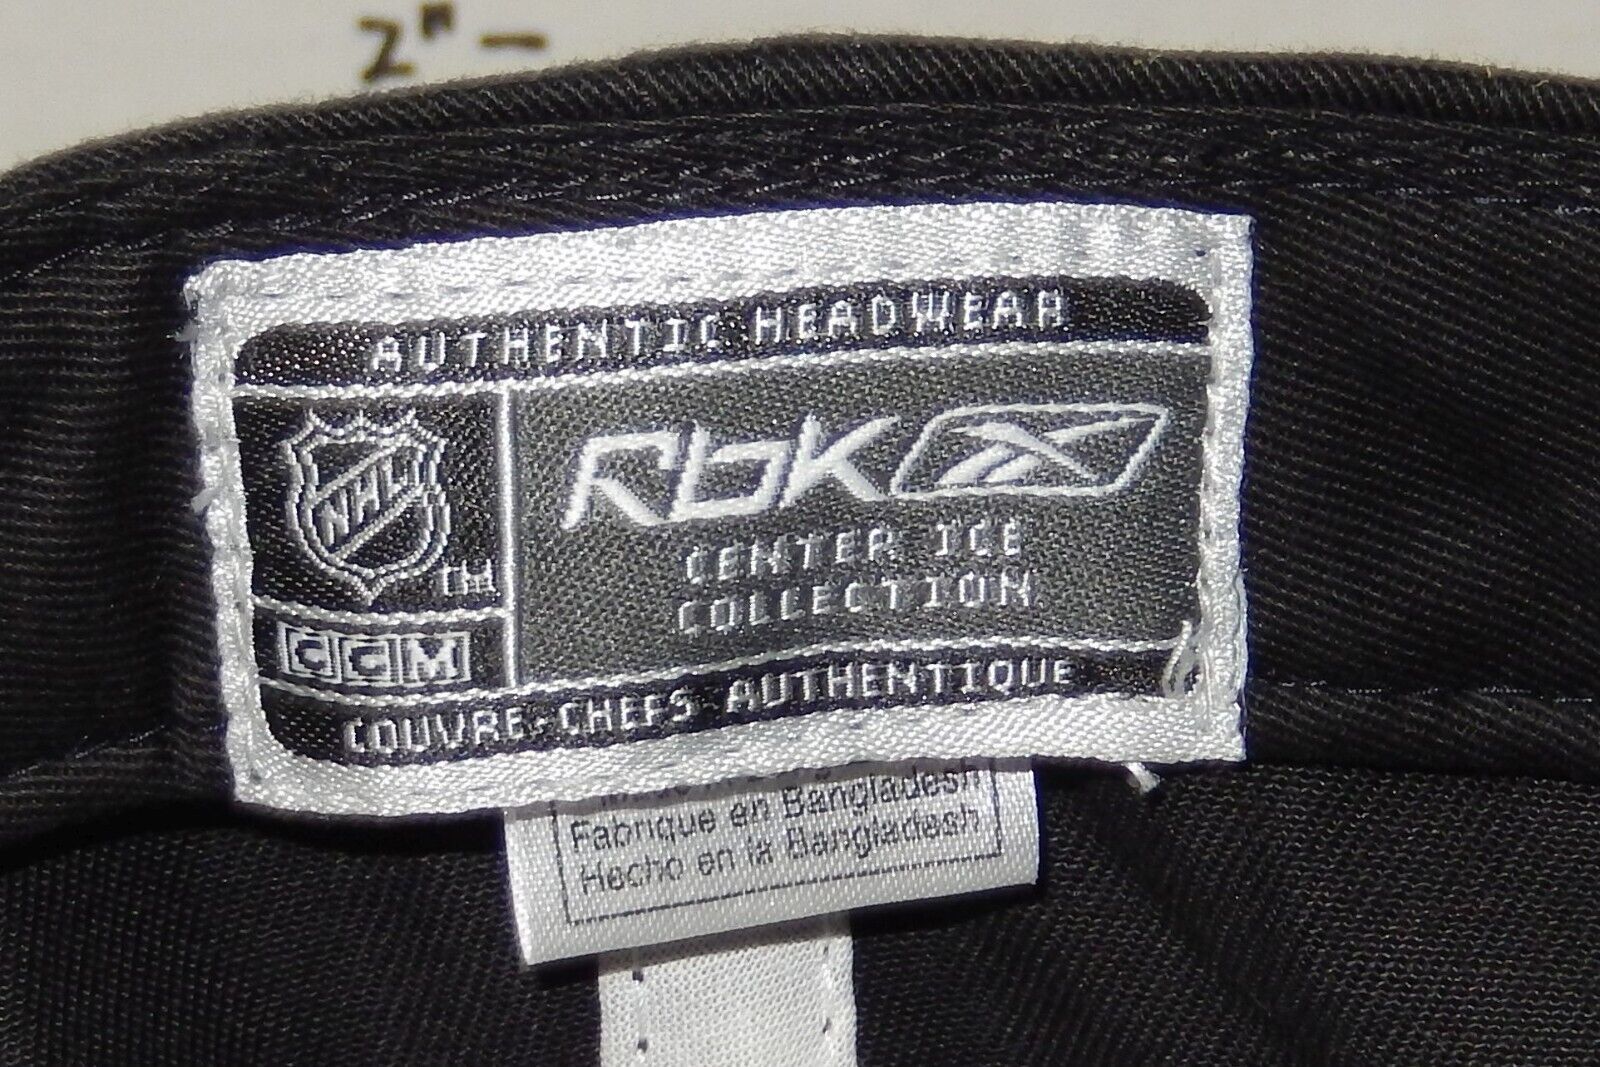 2" -
AUTHENTIC HEADWEAR
NHL
TM
RbK
CENTER ICE
COLLECTION
CCM
COUVRE-CHEFS AUTHENTIQUE
Fabrique en Bangladesh
Hecho en la Bangladesh